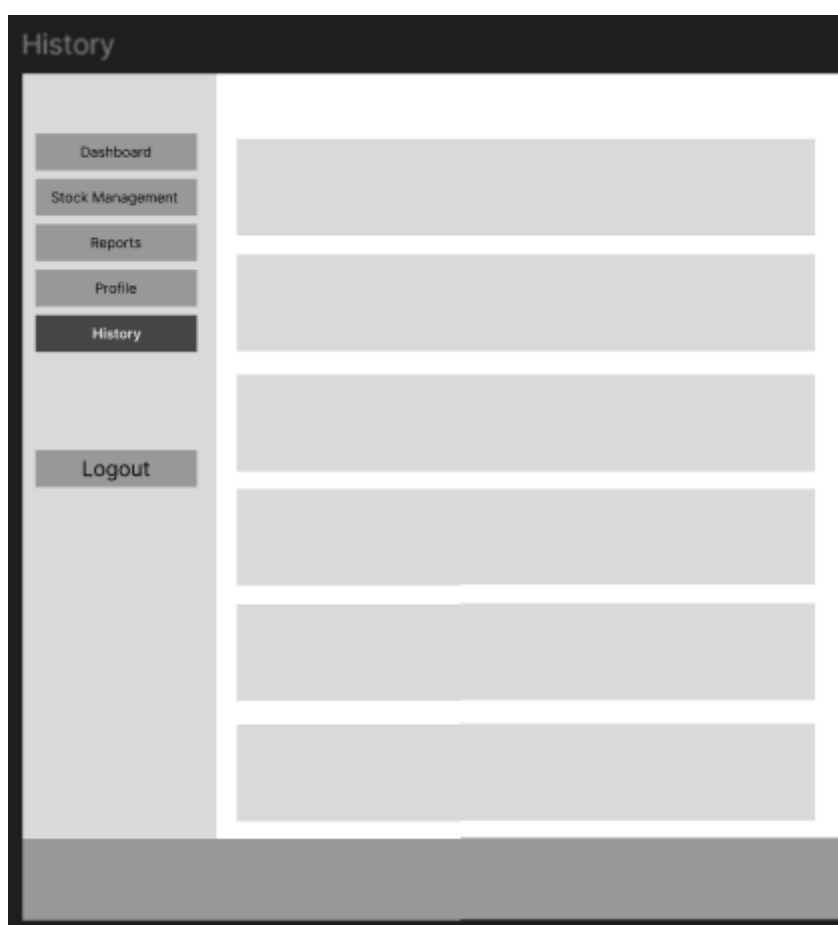 History
Dashboard
Stock Management
Reports
Profile
History
Logout